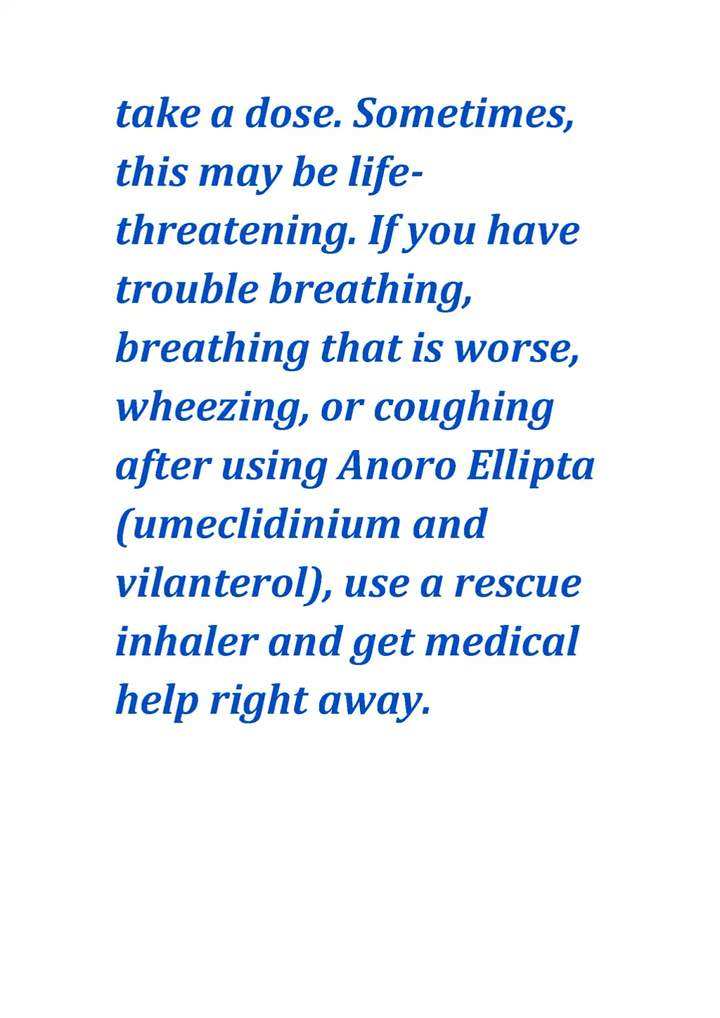 take a dose. Sometimes,
this may be life-
threatening. If you have
trouble breathing,
breathing that is worse,
wheezing, or coughing
after using Anoro Ellipta
(umeclidinium and
vilanterol), use a rescue
inhaler and get medical
help right away.